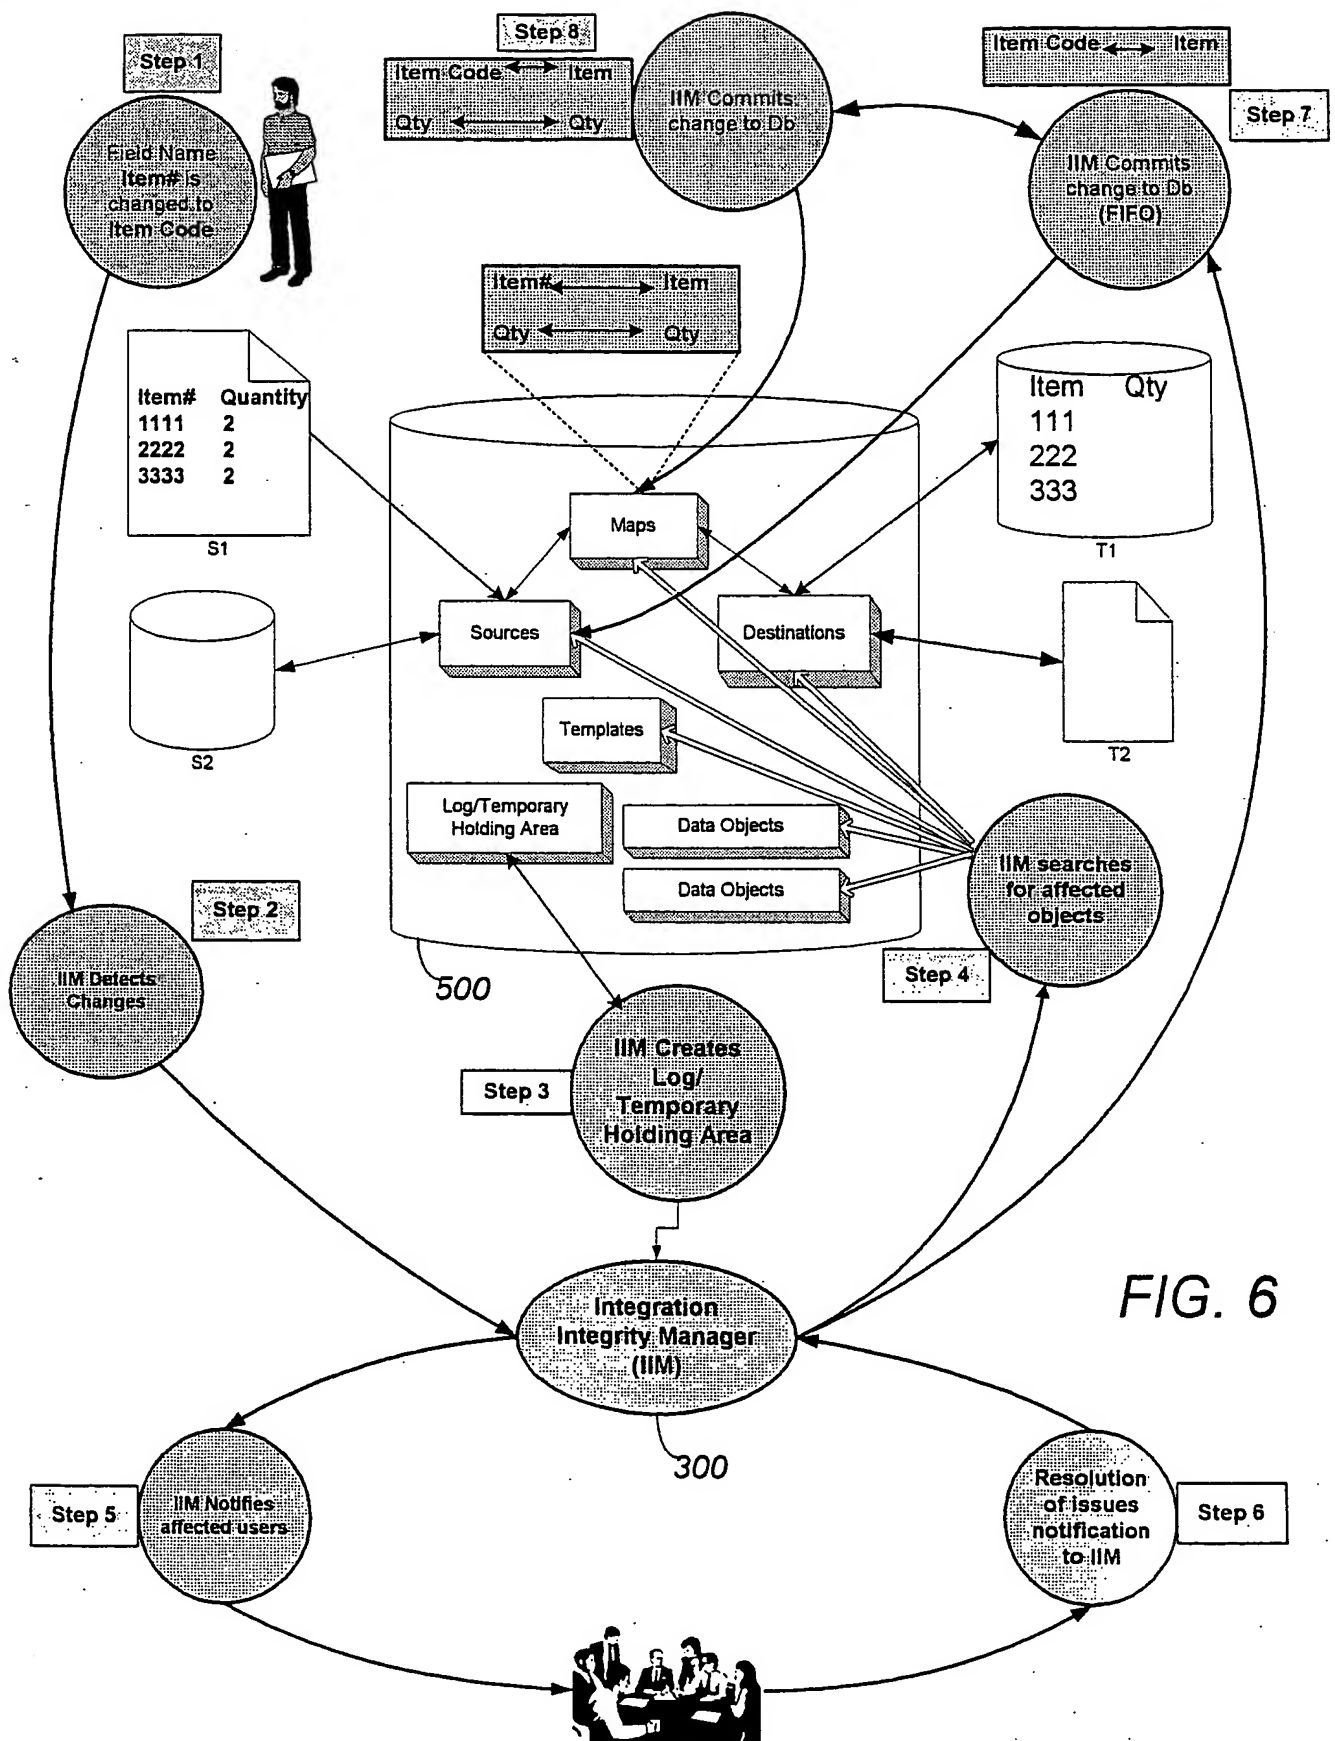 Step 1
Field Name
Item# is
changed to
Item Code
Step 8
Item Code Item
Qty Qty
IIM Commits
change to Db
Item Code Item
Step 7
IIM Commits
change to Db
(FIFO)
Item# Item
Qty Qty
Item# Quantity
1111 2
2222 2
3333 2
S1
Item Qty
111
222
333
T1
Maps
Sources
Destinations
S2
T2
Templates
Log/Temporary
Holding Area
Data Objects
Data Objects
IIM searches
for affected
objects
Step 2
IIM Detects
Changes
500
Step 4
Step 3
IIM Creates
Log/
Temporary
Holding Area
Integration
Integrity Manager
(IIM)
FIG. 6
300
Step 5
IIM Notifies
affected users
Resolution
of issues
notification
to IIM
Step 6